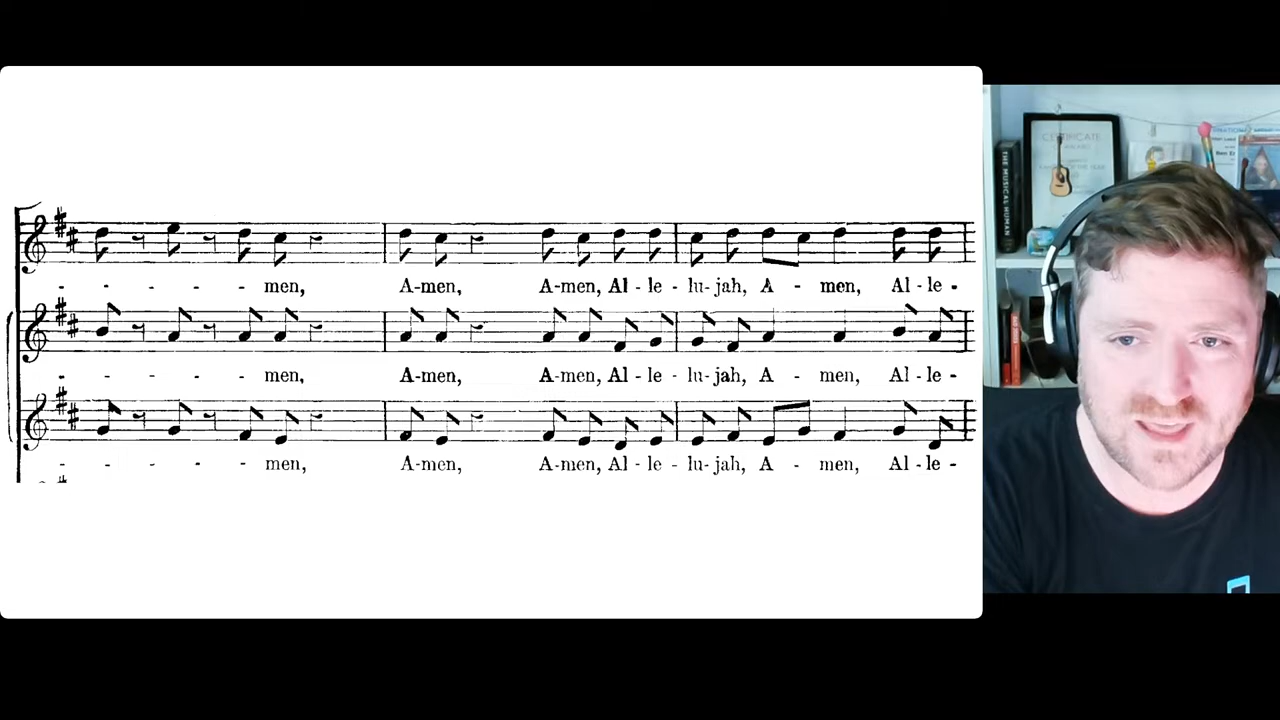 - - - - men, A-men, A-men, Al - le - lu- jah, A - men, Al - le -
- - - - men, A-men, A-men, Al - le - lu- jah, A - men, Al - le -
- - - - men, A-men, A-men, Al - le - lu- jah, A - men, Al - le -
CERTIFICATE
THE MUSICAL HUMAN